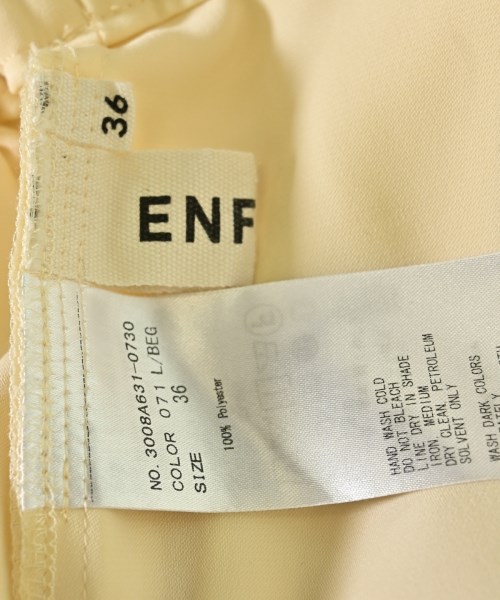 36
ENF
NO. 3008A631-0730
COLOR 071 L/BEG
SIZE 36
100% Polyester
HAND WASH COLD
DO NOT BLEACH
LINE DRY IN SHADE
IRON, MEDIUM
DRY CLEAN, PETROLEUM
SOLVENT ONLY
WASH DARK COLORS